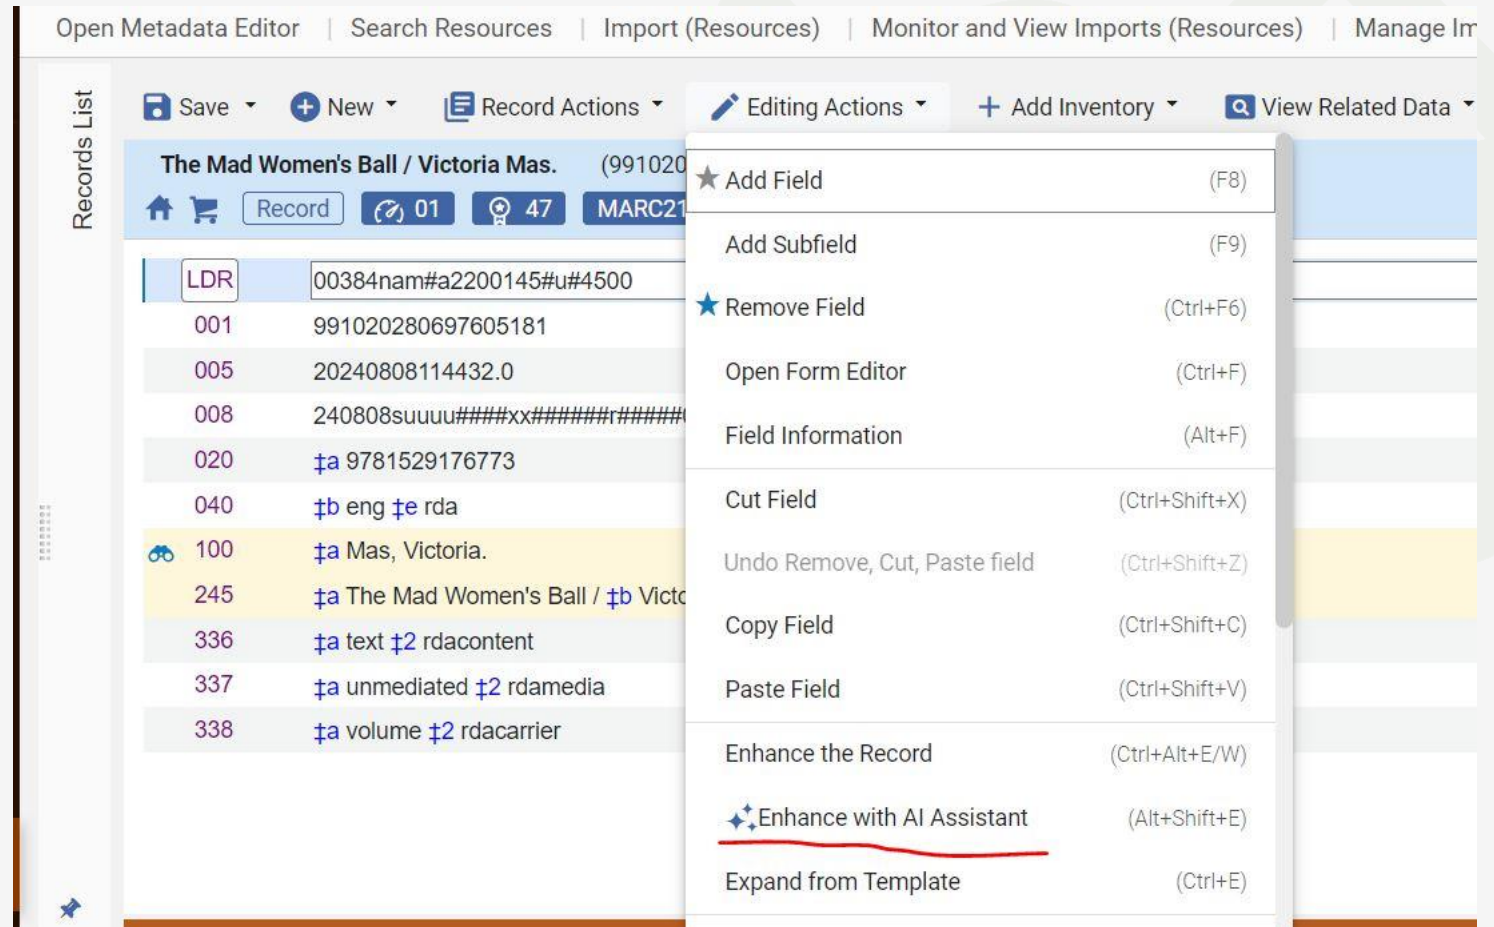 Open Metadata Editor | Search Resources | Import (Resources) | Monitor and View Imports (Resources) | Manage Im
Records List
Save New Record Actions Editing Actions Add Inventory View Related Data
The Mad Women's Ball / Victoria Mas. (991020
Record 01 47 MARC21
LDR 00384nam#a2200145#u#4500
001 991020280697605181
005 20240808114432.0
008 240808suuuu####xx######r#####
020 ‡a 9781529176773
040 ‡b eng ‡e rda
100 ‡a Mas, Victoria.
245 ‡a The Mad Women's Ball / ‡b Victo
336 ‡a text ‡2 rdacontent
337 ‡a unmediated ‡2 rdamedia
338 ‡a volume ‡2 rdacarrier
Add Field (F8)
Add Subfield (F9)
Remove Field (Ctrl+F6)
Open Form Editor (Ctrl+F)
Field Information (Alt+F)
Cut Field (Ctrl+Shift+X)
Undo Remove, Cut, Paste field (Ctrl+Shift+Z)
Copy Field (Ctrl+Shift+C)
Paste Field (Ctrl+Shift+V)
Enhance the Record (Ctrl+Alt+E/W)
Enhance with AI Assistant (Alt+Shift+E)
Expand from Template (Ctrl+E)